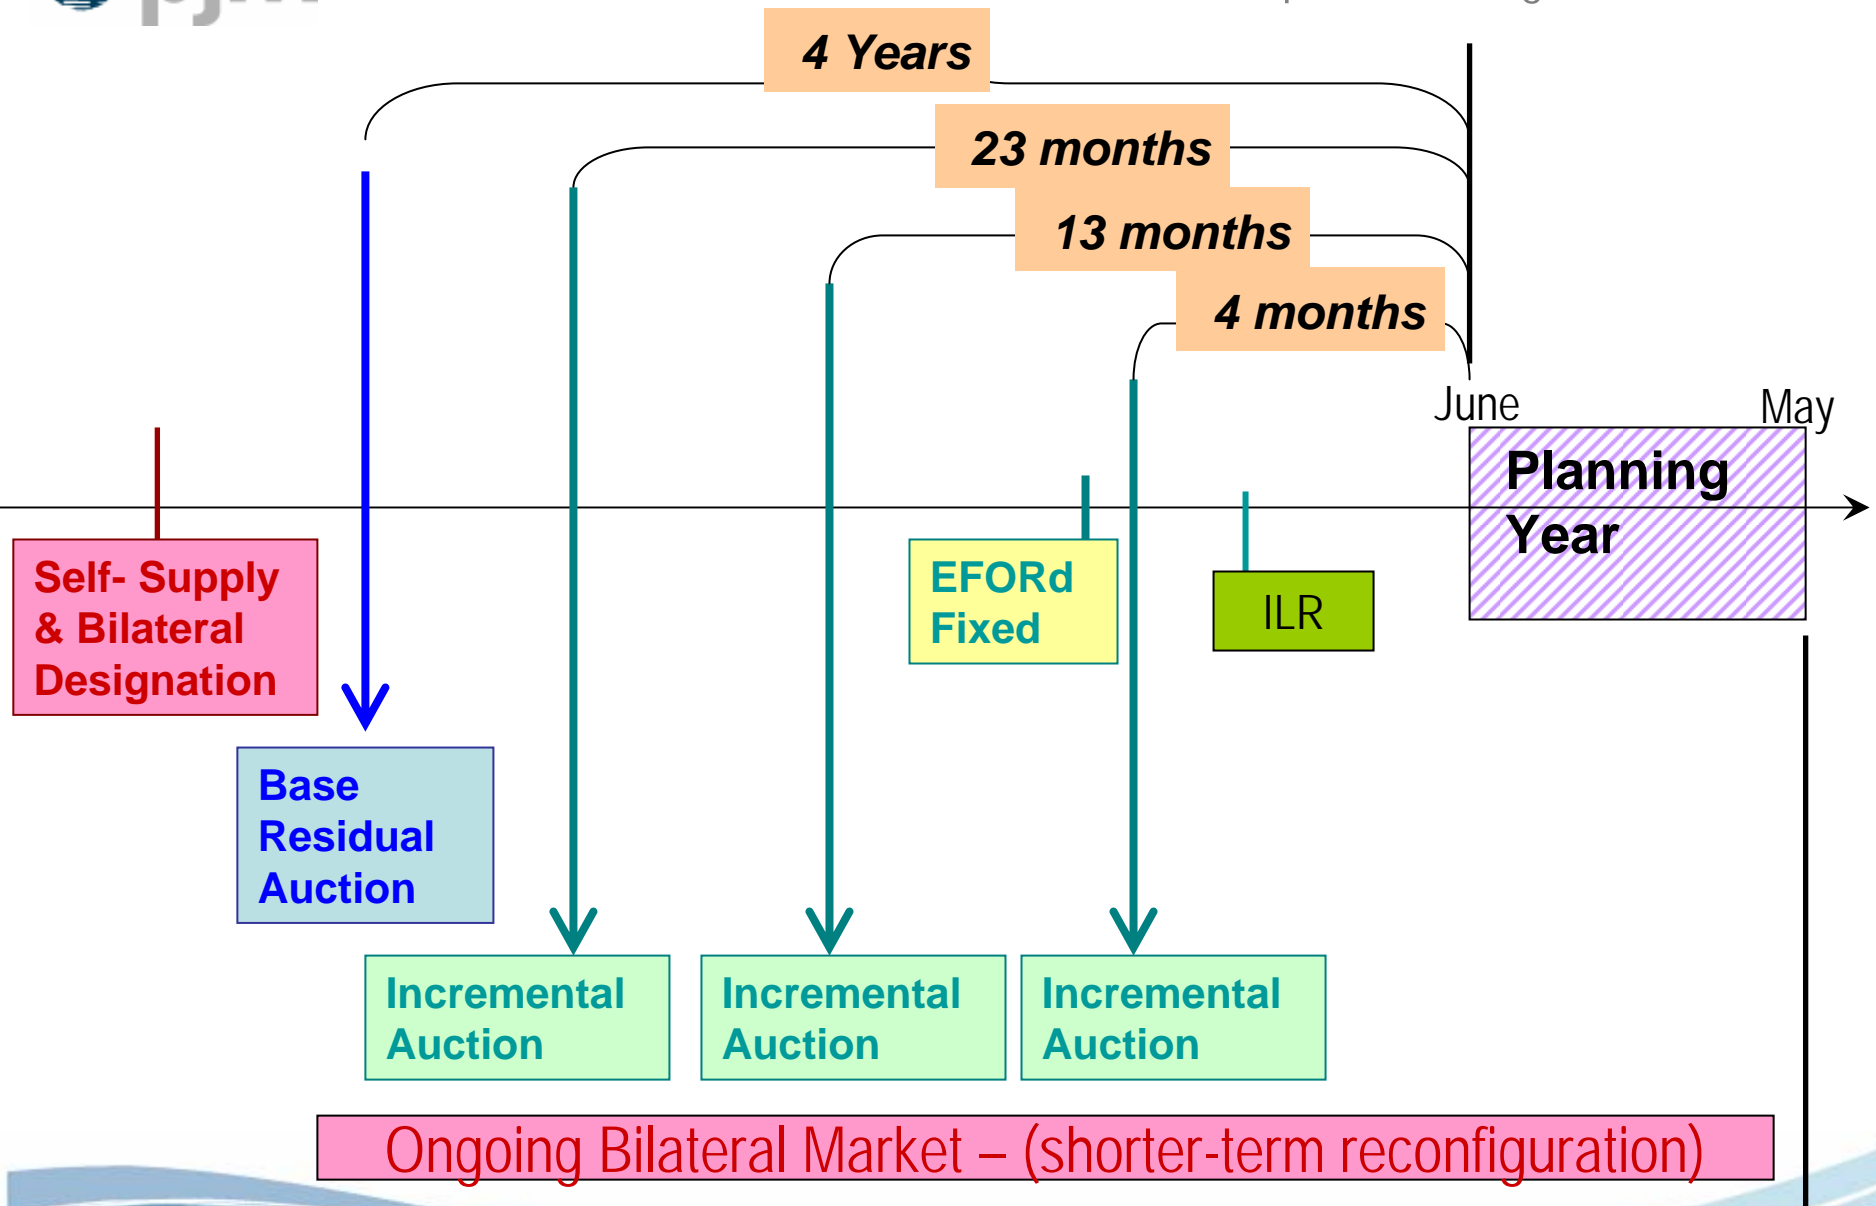 pjm
4 Years
23 months
13 months
4 months
June
May
Planning
Year
Self- Supply
& Bilateral
Designation
EFORd
Fixed
ILR
Base
Residual
Auction
Incremental
Auction
Incremental
Auction
Incremental
Auction
Ongoing Bilateral Market – (shorter-term reconfiguration)